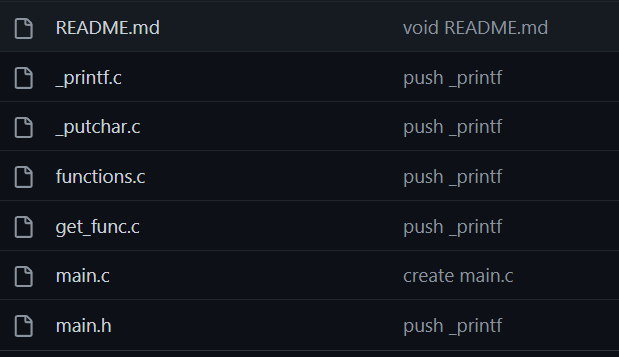 README.md void README.md
_printf.c push _printf
_putchar.c push _printf
functions.c push _printf
get_func.c push _printf
main.c create main.c
main.h push _printf